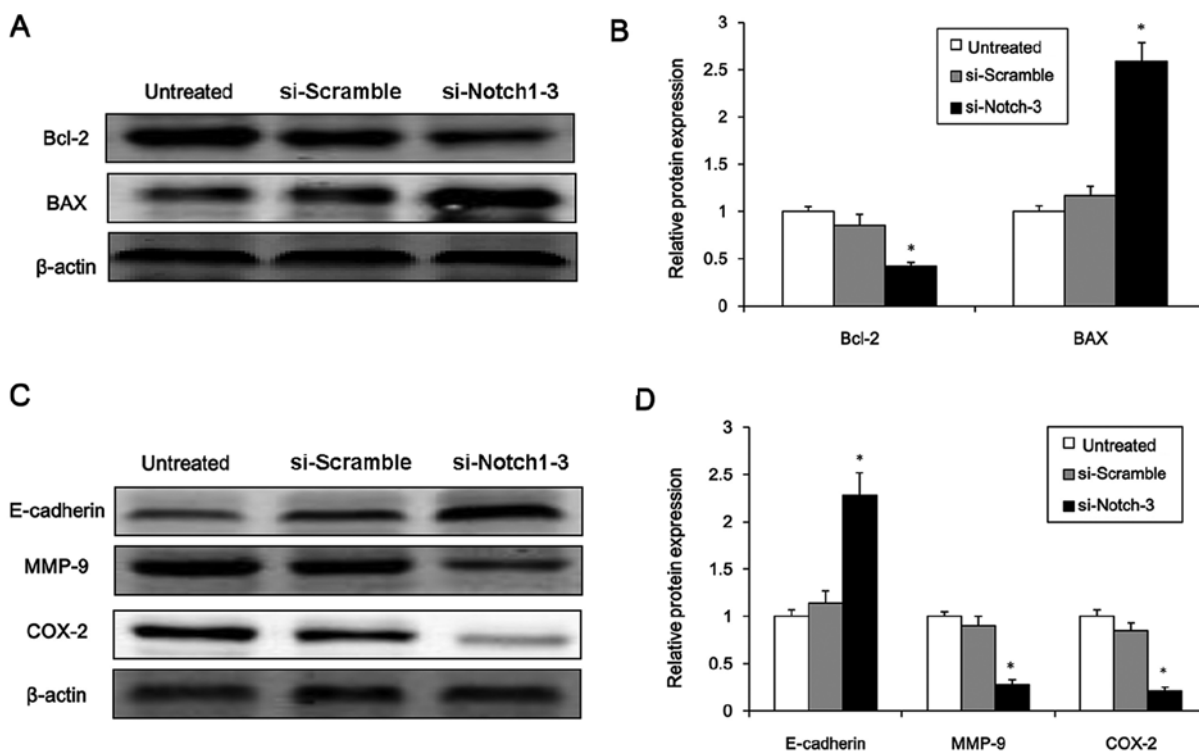 A
Untreated si-Scramble si-Notch1-3
Bcl-2
BAX
β-actin
B
Relative protein expression
3
2.5
2
1.5
1
0.5
0
Untreated
si-Scramble
si-Notch-3
*
*
Bcl-2 BAX
C
Untreated si-Scramble si-Notch1-3
E-cadherin
MMP-9
COX-2
β-actin
D
Relative protein expression
3
2.5
2
1.5
1
0.5
0
Untreated
si-Scramble
si-Notch-3
*
*
*
E-cadherin MMP-9 COX-2